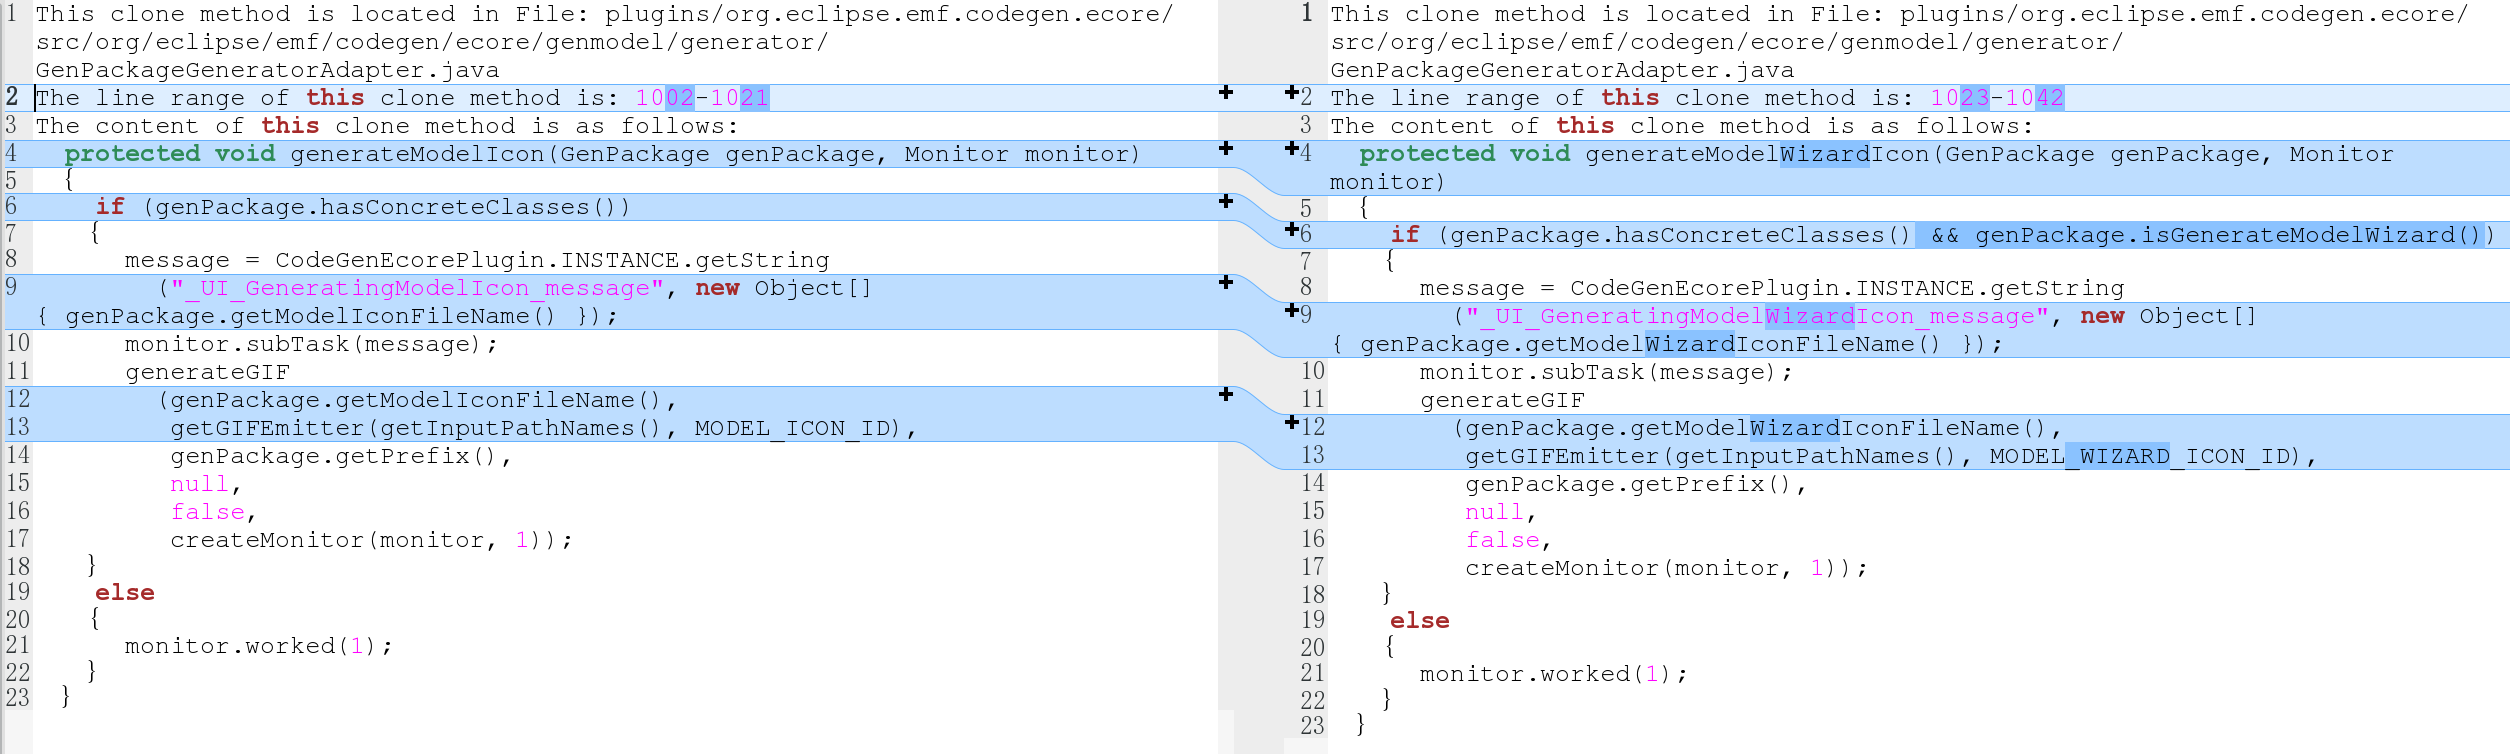 1 This clone method is located in File: plugins/org.eclipse.emf.codegen.ecore/
src/org/eclipse/emf/codegen/ecore/genmodel/generator/
GenPackageGeneratorAdapter.java
2 The line range of this clone method is: 1002-1021
3 The content of this clone method is as follows:
4 protected void generateModelIcon(GenPackage genPackage, Monitor monitor)
5 {
6 if (genPackage.hasConcreteClasses())
7 {
8 message = CodeGenEcorePlugin.INSTANCE.getString
9 ("_UI_GeneratingModelIcon_message", new Object[]
{ genPackage.getModelIconFileName() });
10 monitor.subTask(message);
11 generateGIF
12 (genPackage.getModelIconFileName(),
13 getGIFEmitter(getInputPathNames(), MODEL_ICON_ID),
14 genPackage.getPrefix(),
15 null,
16 false,
17 createMonitor(monitor, 1));
18 }
19 else
20 {
21 monitor.worked(1);
22 }
23 }
1 This clone method is located in File: plugins/org.eclipse.emf.codegen.ecore/
src/org/eclipse/emf/codegen/ecore/genmodel/generator/
GenPackageGeneratorAdapter.java
2 The line range of this clone method is: 1023-1042
3 The content of this clone method is as follows:
4 protected void generateModelWizardIcon(GenPackage genPackage, Monitor
monitor)
5 {
6 if (genPackage.hasConcreteClasses() && genPackage.isGenerateModelWizard())
7 {
8 message = CodeGenEcorePlugin.INSTANCE.getString
9 ("_UI_GeneratingModelWizardIcon_message", new Object[]
{ genPackage.getModelWizardIconFileName() });
10 monitor.subTask(message);
11 generateGIF
12 (genPackage.getModelWizardIconFileName(),
13 getGIFEmitter(getInputPathNames(), MODEL_WIZARD_ICON_ID),
14 genPackage.getPrefix(),
15 null,
16 false,
17 createMonitor(monitor, 1));
18 }
19 else
20 {
21 monitor.worked(1);
22 }
23 }